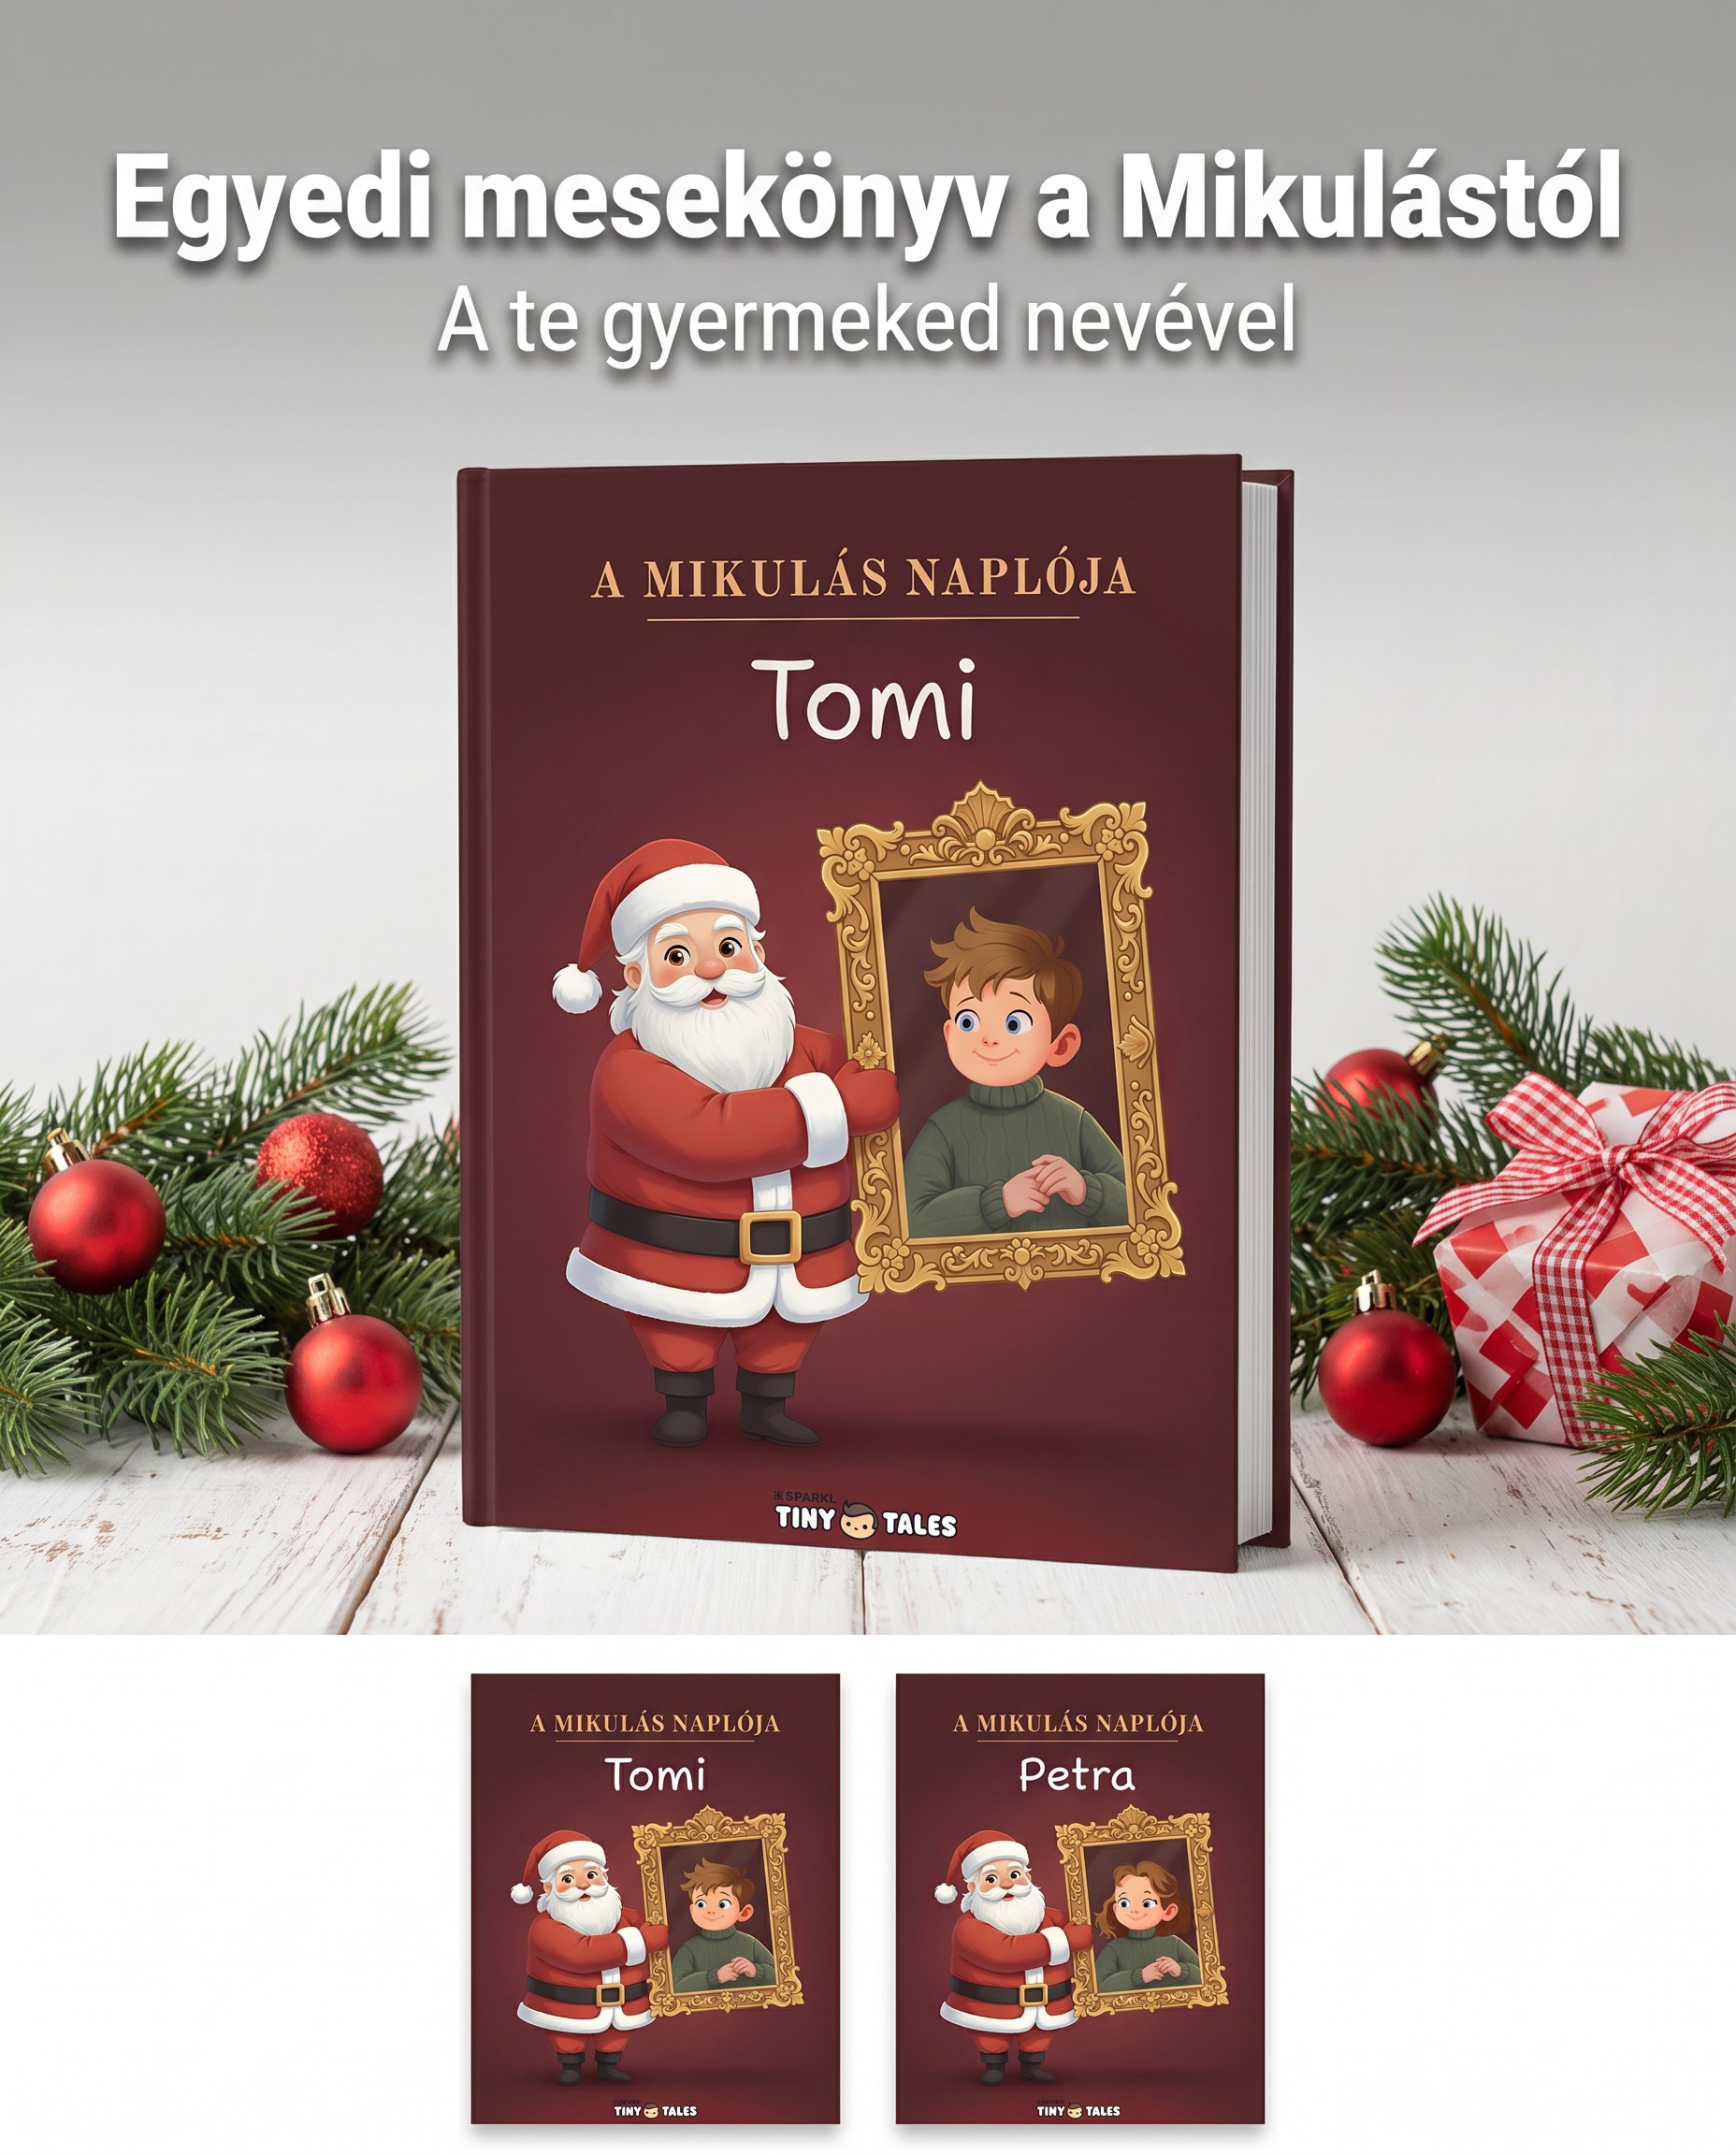 Egyedi mesekönyv a Mikulástól
A te gyermeked nevével
A MIKULÁS NAPLÓJA
Tomi
SPARKL
TINY TALES
A MIKULÁS NAPLÓJA
Tomi
TINY TALES
A MIKULÁS NAPLÓJA
Petra
TINY TALES